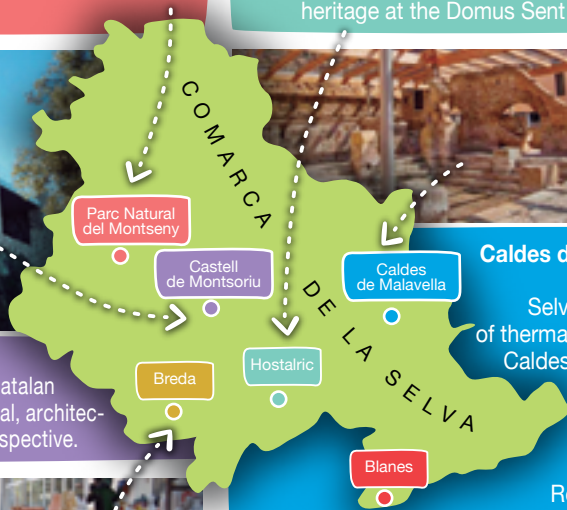 heritage at the Domus Sent
COMARCA
DE LA SELVA
Parc Natural
del Montseny
Castell
de Montsoriu
Caldes
de Malavella
Caldes d
Selv
of therma
Caldes
Hostalric
Breda
atalan
al, architec-
spective.
Blanes
Re